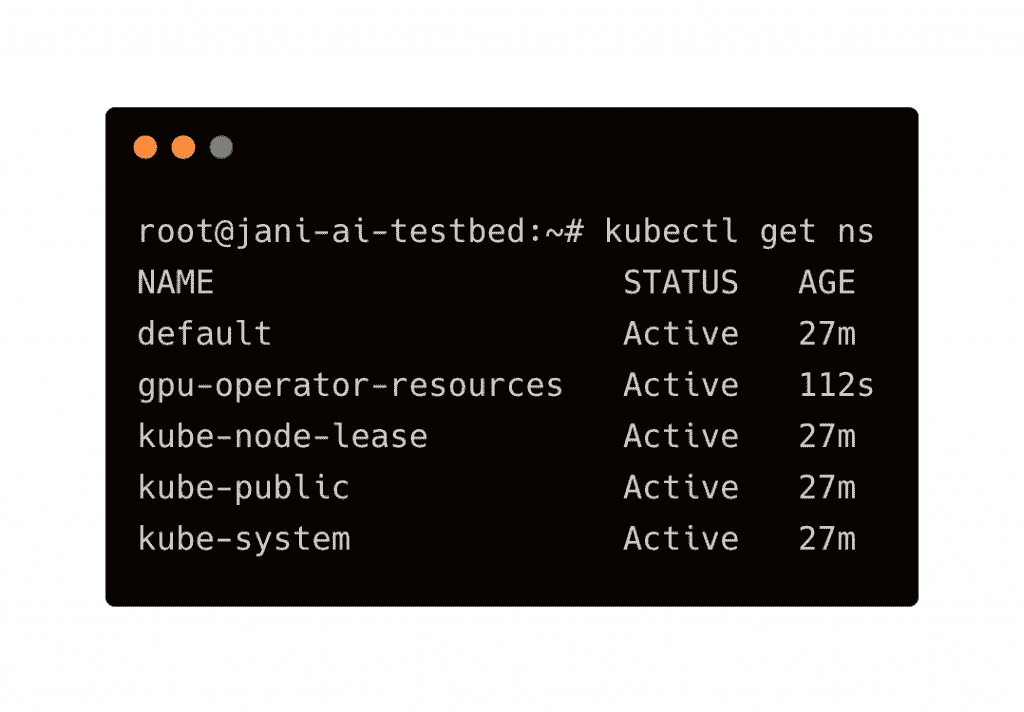 root@jani-ai-testbed:~# kubectl get ns
NAME                     STATUS   AGE
default                  Active   27m
gpu-operator-resources   Active   112s
kube-node-lease          Active   27m
kube-public              Active   27m
kube-system              Active   27m